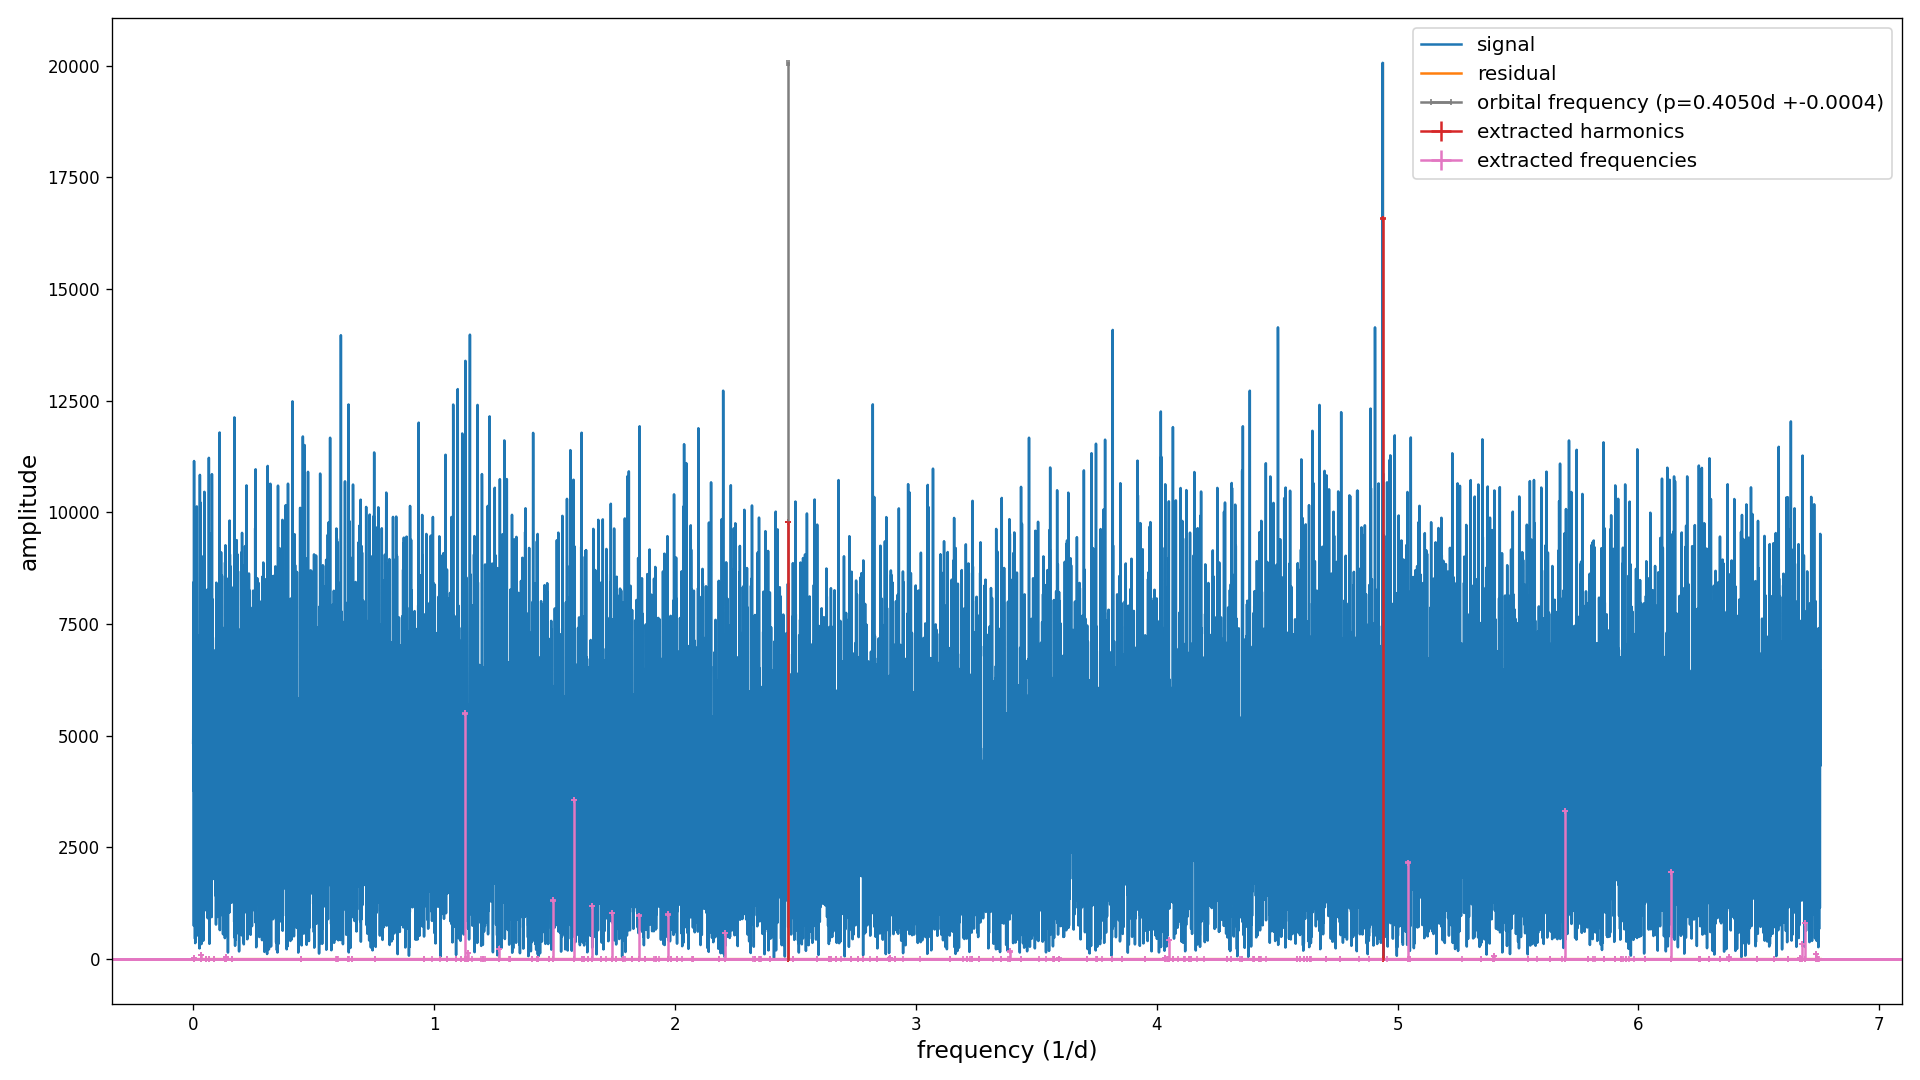 signal
residual
orbital frequency (p=0.4050d +-0.0004)
extracted harmonics
extracted frequencies
20000
17500
15000
12500
10000
7500
5000
2500
0
amplitude
0 1 2 3 4 5 6 7
frequency (1/d)